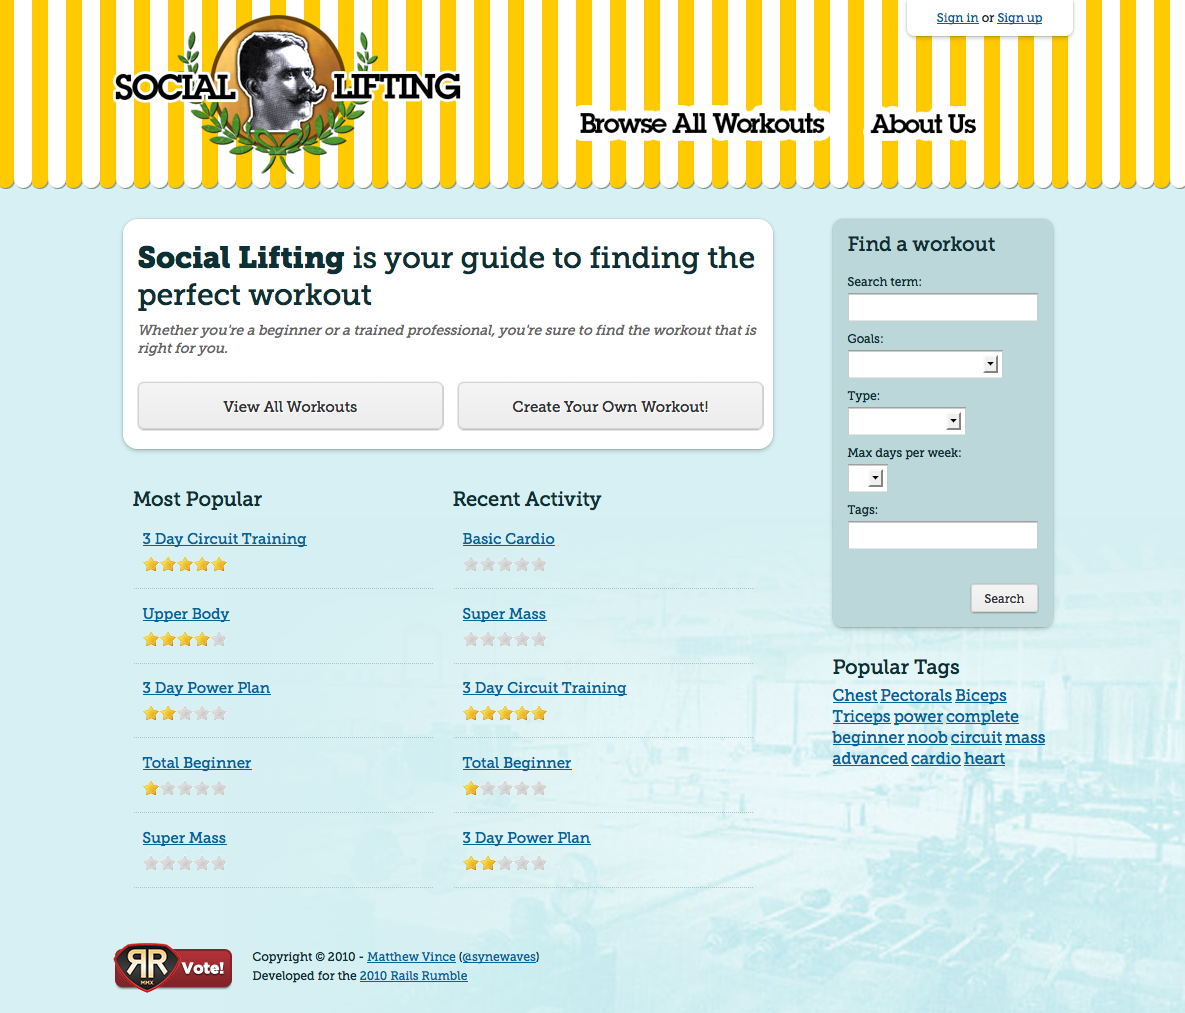 Sign in or Sign up
SOCIAL LIFTING
Browse All Workouts
About Us
Social Lifting is your guide to finding the
perfect workout
Whether you're a beginner or a trained professional, you're sure to find the workout that is
right for you.
View All Workouts
Create Your Own Workout!
Most Popular
3 Day Circuit Training
Upper Body
3 Day Power Plan
Total Beginner
Super Mass
Recent Activity
Basic Cardio
Super Mass
3 Day Circuit Training
Total Beginner
3 Day Power Plan
Find a workout
Search term:
Goals:
Type:
Max days per week:
Tags:
Search
Popular Tags
Chest Pectorals Biceps
Triceps power complete
beginner noob circuit mass
advanced cardio heart
RR
MMX
Vote!
Copyright © 2010 - Matthew Vince (@synewaves)
Developed for the 2010 Rails Rumble